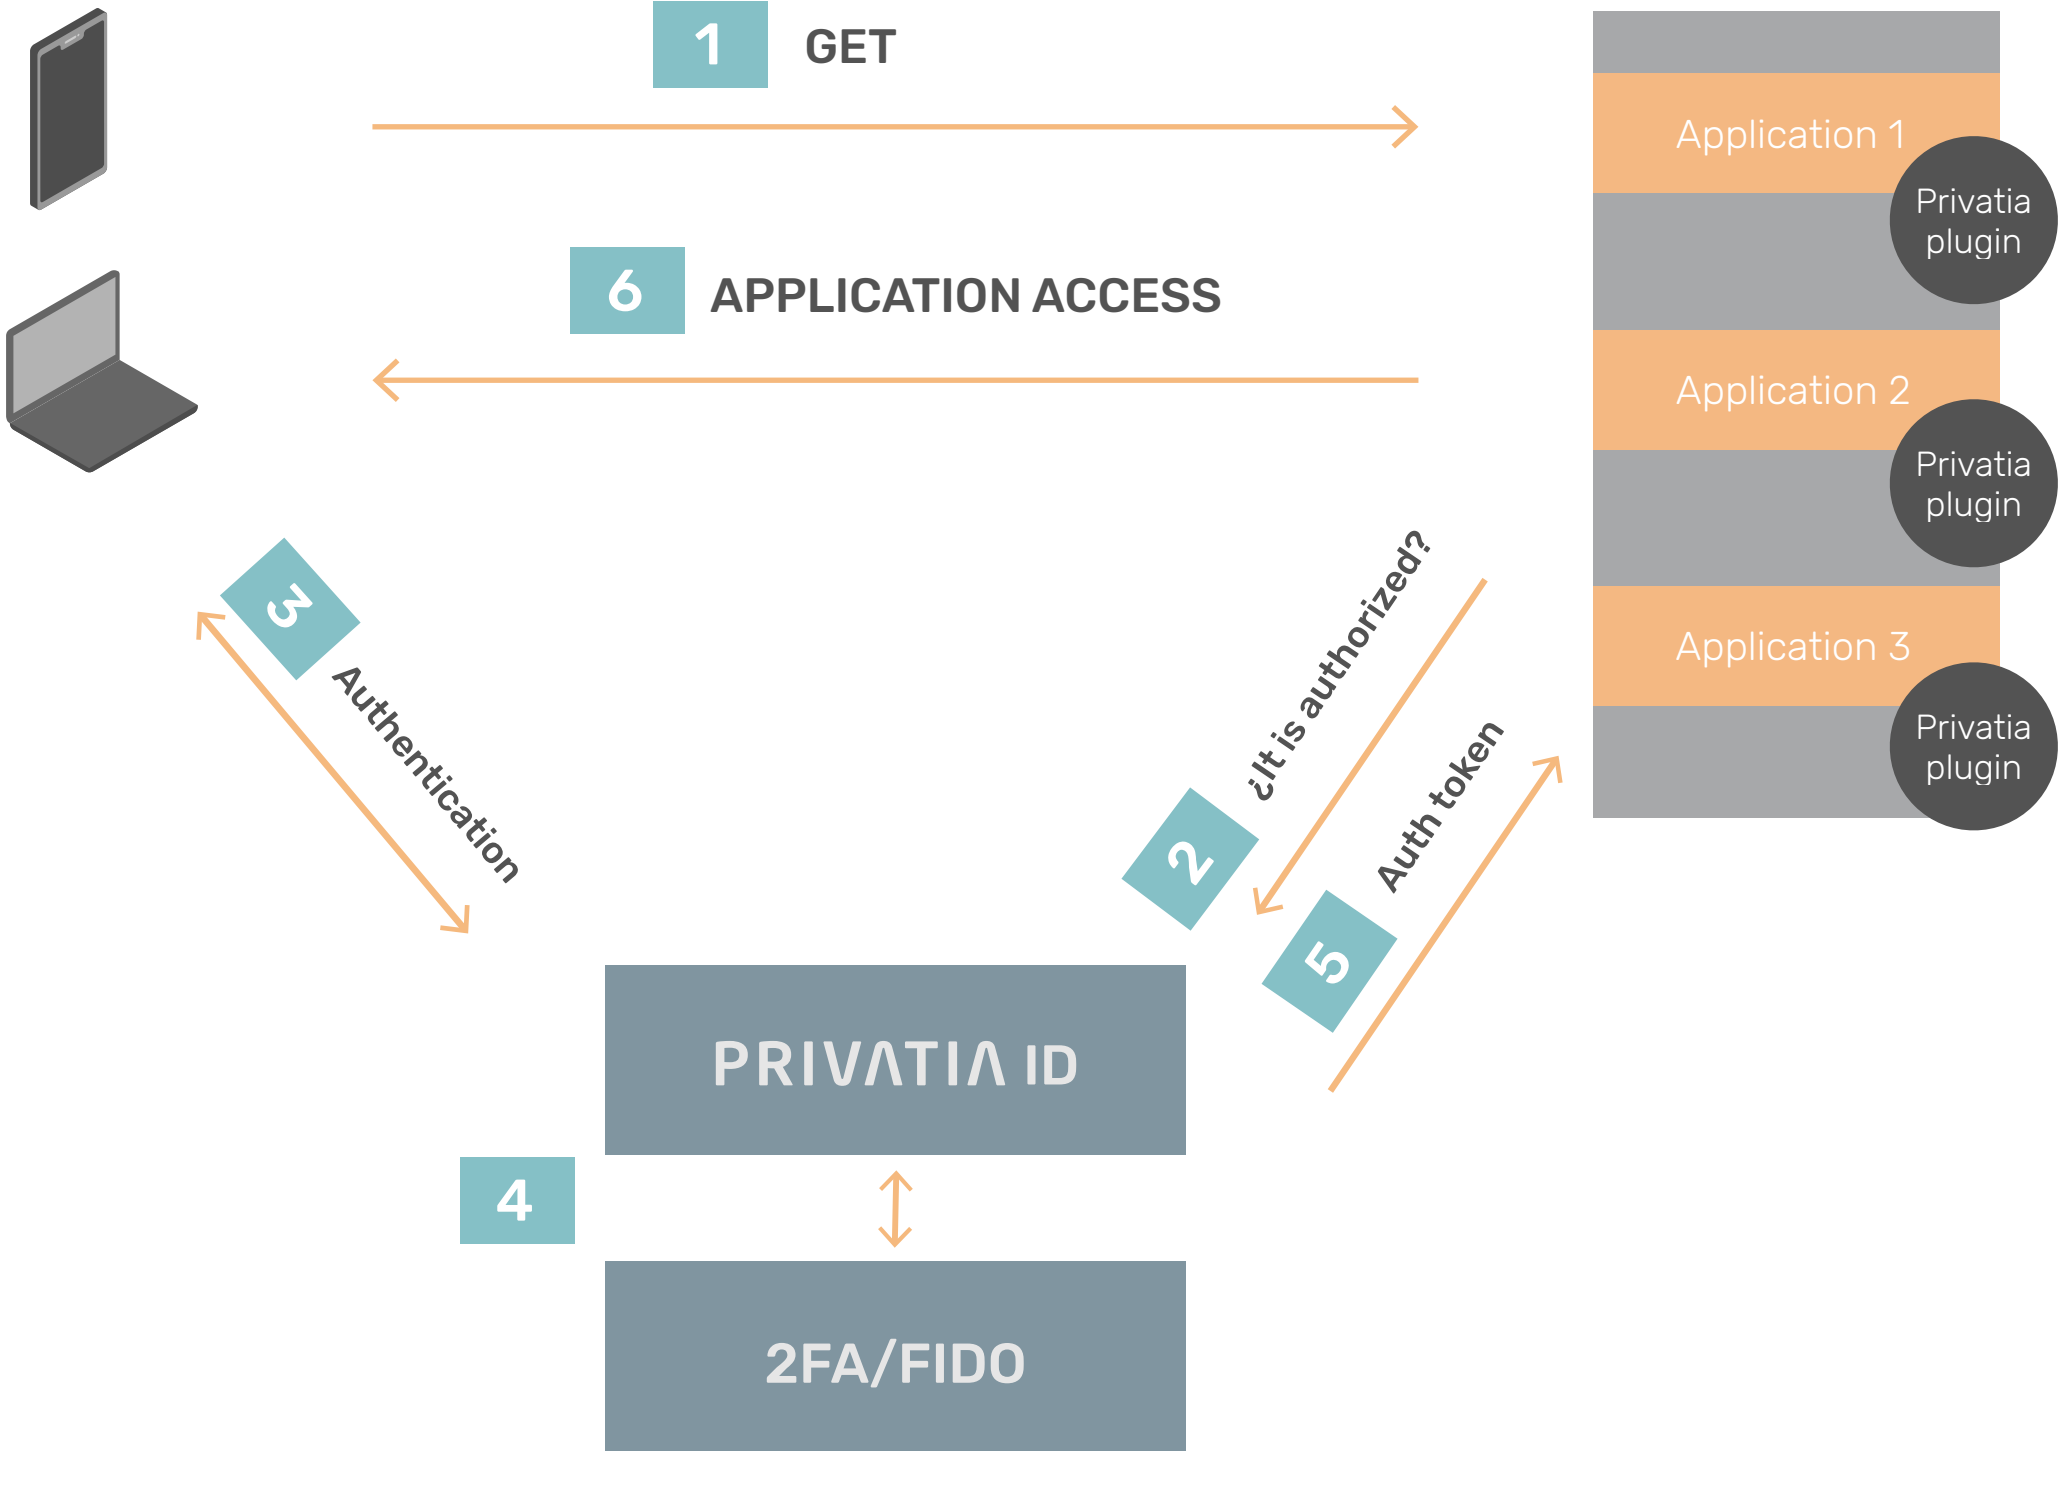 1 GET
Application 1
Privatia
plugin
6 APPLICATION ACCESS
Application 2
Privatia
plugin
3 Authentication
2 ¿It is authorized?
5 Auth token
Application 3
Privatia
plugin
PRIVATIA ID
4
2FA/FIDO